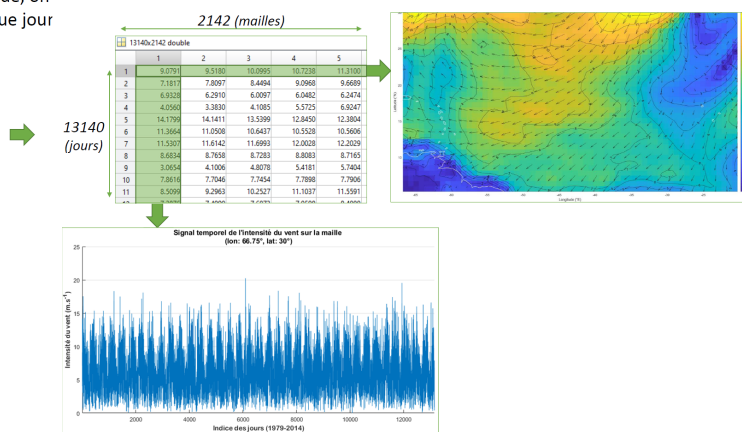 ue jour
2142 (mailles)
13140x2142 double
1 2 3 4 5
1 9.0791 9.5180 10.0995 10.7238 11.3100
2 7.1817 7.8097 8.4494 9.0968 9.6689
3 6.9328 6.2910 6.0097 6.0482 6.2474
4 4.0560 3.3830 4.1085 5.5725 6.9247
5 14.1799 14.1411 13.5399 12.8450 12.3804
6 11.3664 11.0508 10.6437 10.5528 10.5606
7 11.5307 11.6142 11.6993 12.0028 12.2029
8 8.6834 8.7658 8.7283 8.8083 8.7165
9 3.0654 4.1006 4.8078 5.4181 5.7404
10 7.8616 7.7046 7.7454 7.7898 7.7906
11 8.5099 9.2963 10.2527 11.1037 11.5591
13140
(jours)
Latitude (°N)
Longitude (°E)
Signal temporel de l'intensité du vent sur la maille
(lon: 66.75°, lat: 30°)
Intensité du vent (m.s⁻¹)
25
20
15
10
5
0
2000 4000 6000 8000 10000 12000
Indice des jours (1979-2014)